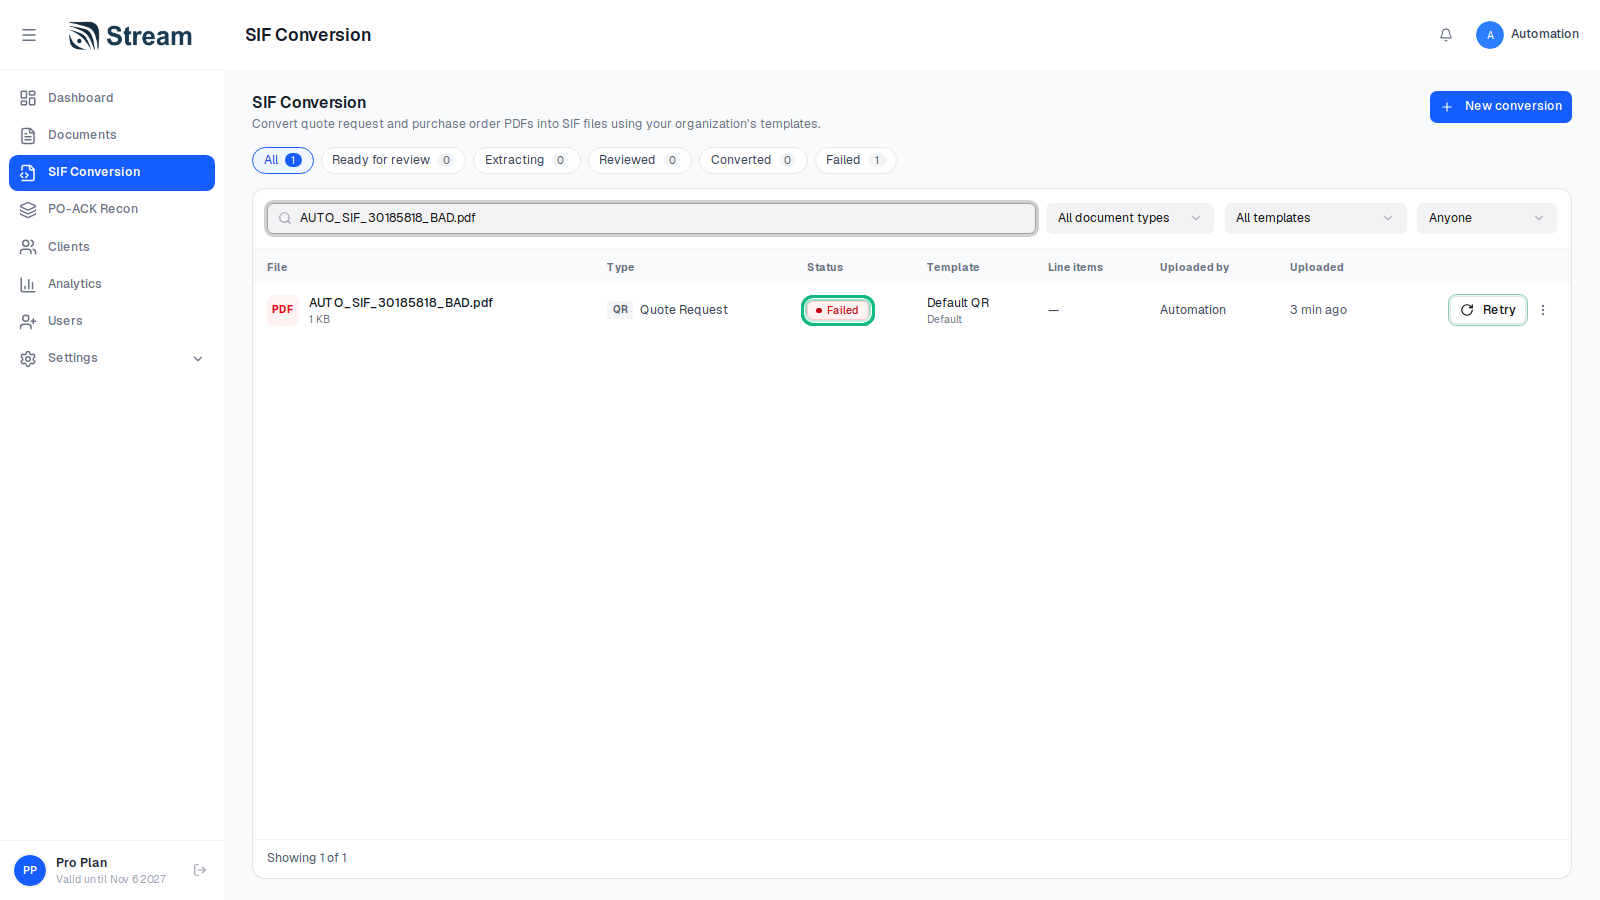 Stream
SIF Conversion
A
Automation
Dashboard
Documents
SIF Conversion
PO-ACK Recon
Clients
Analytics
Users
Settings
SIF Conversion
Convert quote request and purchase order PDFs into SIF files using your organization's templates.
New conversion
All 1
Ready for review 0
Extracting 0
Reviewed 0
Converted 0
Failed 1
AUTO_SIF_30185818_BAD.pdf
All document types
All templates
Anyone
File Type Status Template Line items Uploaded by Uploaded
PDF
AUTO_SIF_30185818_BAD.pdf
1 KB
QR Quote Request
Failed
Default QR
Default
—
Automation
3 min ago
Retry
Showing 1 of 1
PP
Pro Plan
Valid until Nov 6 2027